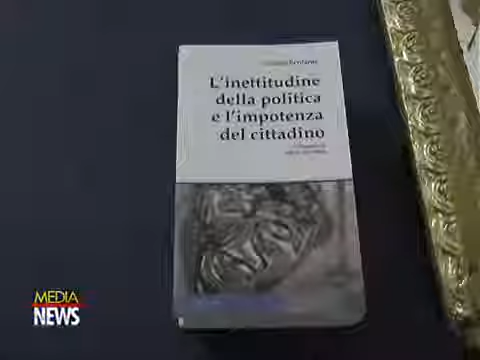 L'inettitudine
della politica
e l'impotenza
del cittadino
MEDIA
NEWS